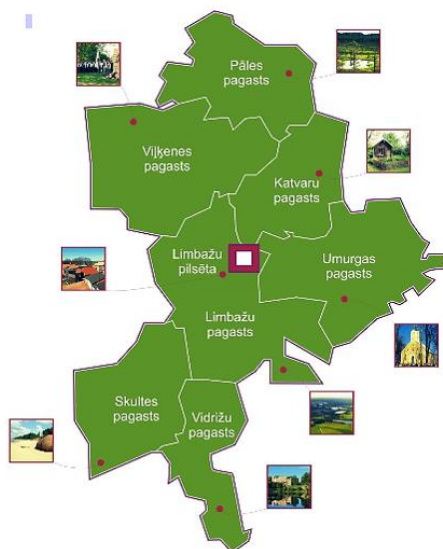 Pāles
pagasts
Viļķenes
pagasts
Katvaru
pagasts
Limbažu
pilsēta
Umurgas
pagasts
Limbažu
pagasts
Skultes
pagasts
Vidrižu
pagasts